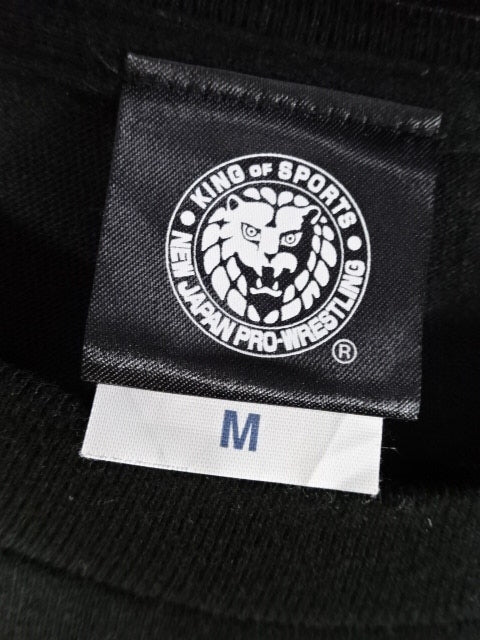 KING OF SPORTS
NEW JAPAN PRO-WRESTLING
®
M